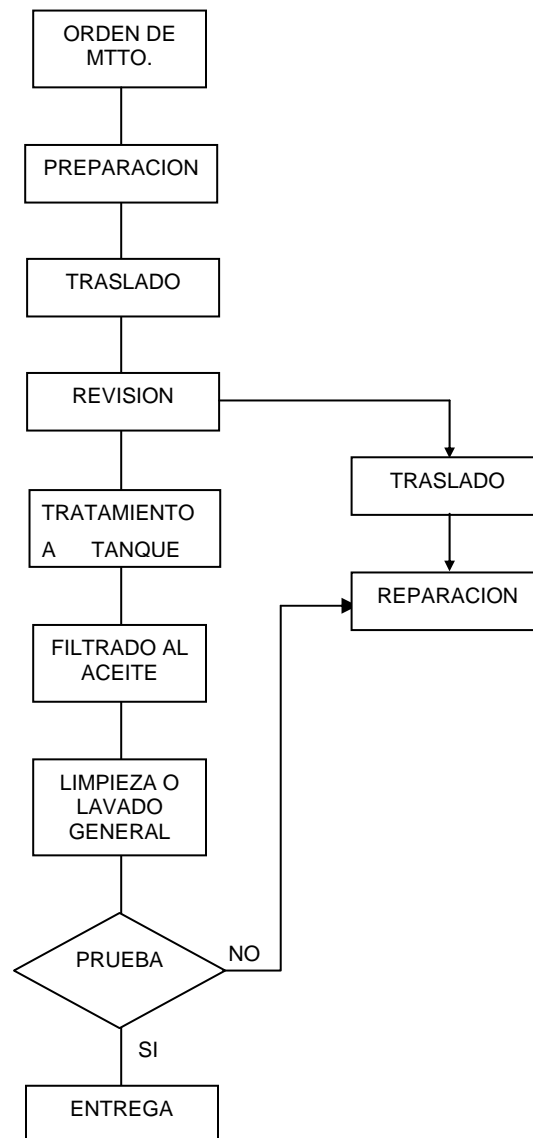 ORDEN DE
MTTO.
PREPARACION
TRASLADO
REVISION
TRASLADO
TRATAMIENTO
A TANQUE
REPARACION
FILTRADO AL
ACEITE
LIMPIEZA O
LAVADO
GENERAL
PRUEBA
NO
SI
ENTREGA